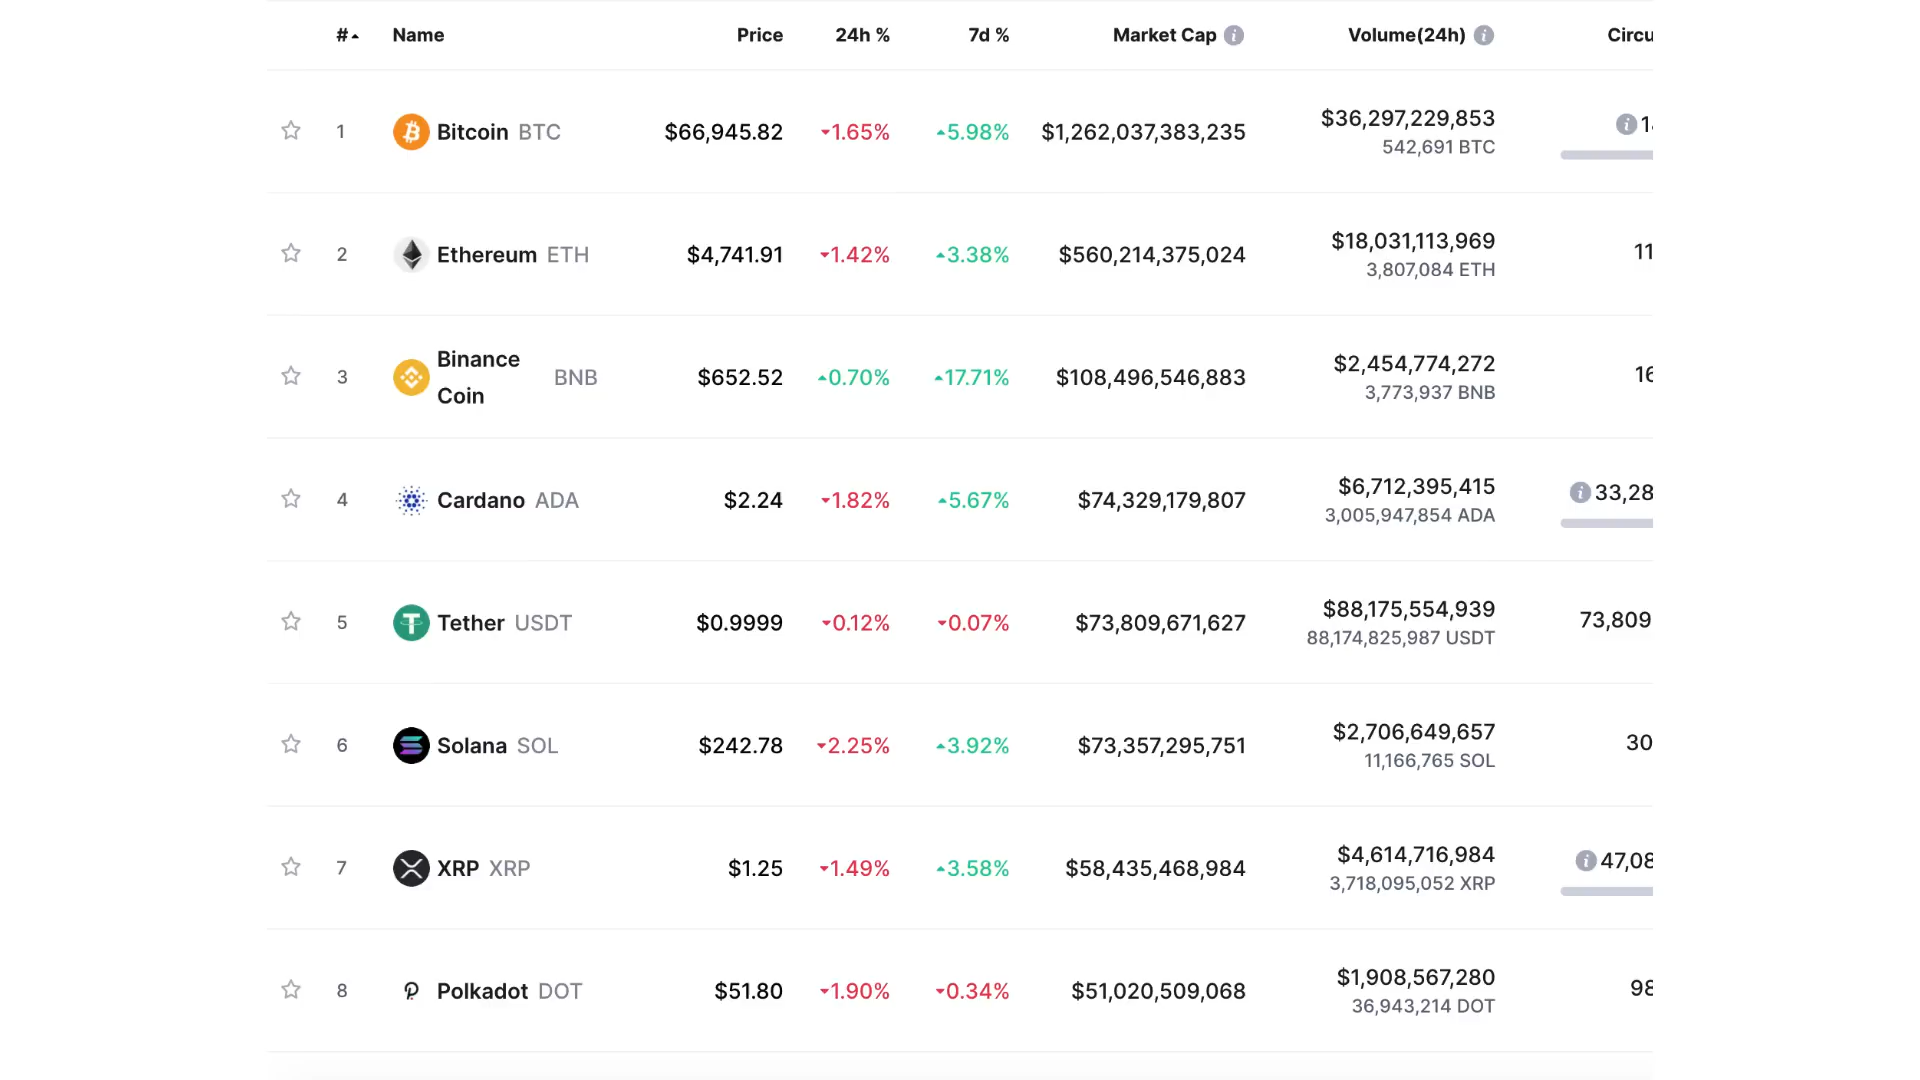 # Name Price 24h % 7d % Market Cap Volume(24h) Circu
1 Bitcoin BTC $66,945.82 1.65% 5.98% $1,262,037,383,235 $36,297,229,853
542,691 BTC
2 Ethereum ETH $4,741.91 1.42% 3.38% $560,214,375,024 $18,031,113,969 11
3,807,084 ETH
3 Binance Coin BNB $652.52 0.70% 17.71% $108,496,546,883 $2,454,774,272 16
3,773,937 BNB
4 Cardano ADA $2.24 1.82% 5.67% $74,329,179,807 $6,712,395,415 33,28
3,005,947,854 ADA
5 Tether USDT $0.9999 0.12% 0.07% $73,809,671,627 $88,175,554,939 73,809
88,174,825,987 USDT
6 Solana SOL $242.78 2.25% 3.92% $73,357,295,751 $2,706,649,657 30
11,166,765 SOL
7 XRP XRP $1.25 1.49% 3.58% $58,435,468,984 $4,614,716,984 47,08
3,718,095,052 XRP
8 Polkadot DOT $51.80 1.90% 0.34% $51,020,509,068 $1,908,567,280 98
36,943,214 DOT